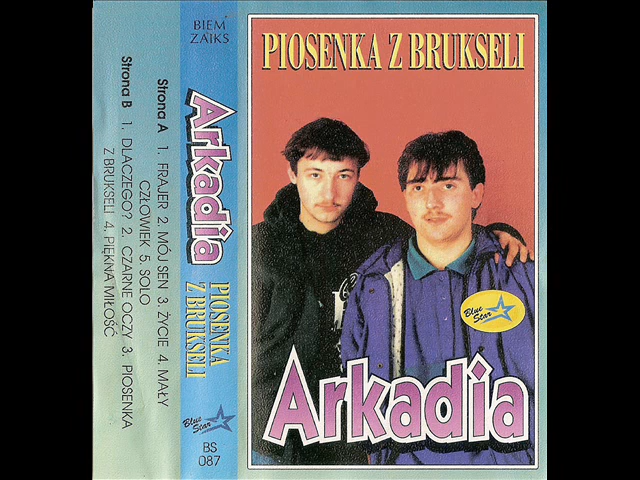 Strona A 1. FRAJER 2. MÓJ SEN 3. ŻYCIE 4. MAŁY
CZŁOWIEK 5. SOLO
Strona B 1. DLACZEGO? 2. CZARNE OCZY 3. PIOSENKA
Z BRUKSELI 4. PIĘKNA MIŁOŚĆ
BIEM
ZAIKS
Arkadia
PIOSENKA
Z BRUKSELI
Blue
Star
BS
087
PIOSENKA Z BRUKSELI
Blue
Star
Arkadia